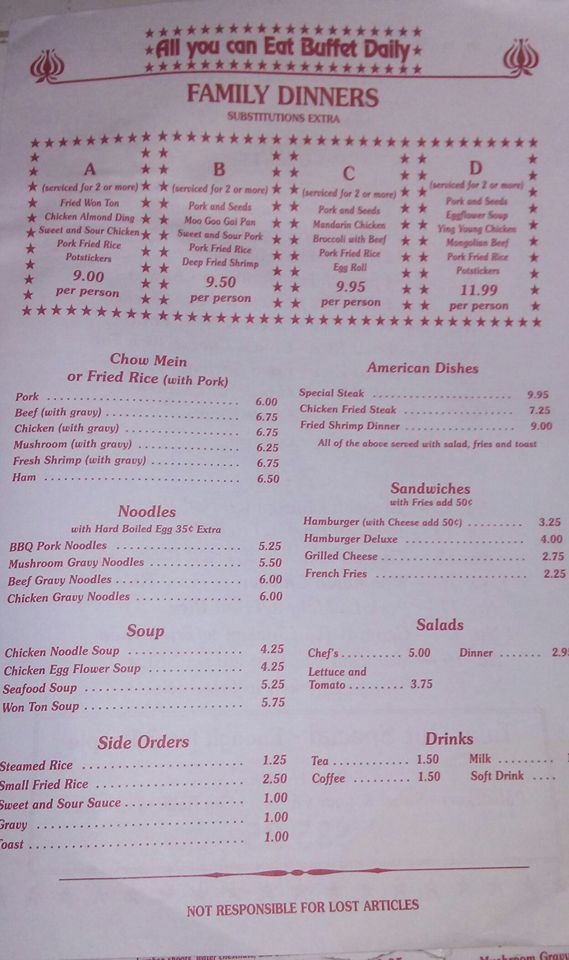 All you can Eat Buffet Daily
FAMILY DINNERS
SUBSTITUTIONS EXTRA
A
(serviced for 2 or more)
Fried Won Ton
Chicken Almond Ding
Sweet and Sour Chicken
Pork Fried Rice
Potstickers
9.00
per person
B
(serviced for 2 or more)
Pork and Seeds
Moo Goo Gai Pan
Sweet and Sour Pork
Pork Fried Rice
Deep Fried Shrimp
9.50
per person
C
(serviced for 2 or more)
Pork and Seeds
Mandarin Chicken
Broccoli with Beef
Pork Fried Rice
Egg Roll
9.95
per person
D
(serviced for 2 or more)
Pork and Seeds
Eggflower Soup
Ying Young Chicken
Mongolian Beef
Pork Fried Rice
Potstickers
11.99
per person
Chow Mein
or Fried Rice (with Pork)
Pork 6.00
Beef (with gravy) 6.75
Chicken (with gravy) 6.75
Mushroom (with gravy) 6.25
Fresh Shrimp (with gravy) 6.75
Ham 6.50
Noodles
with Hard Boiled Egg 35¢ Extra
BBQ Pork Noodles 5.25
Mushroom Gravy Noodles 5.50
Beef Gravy Noodles 6.00
Chicken Gravy Noodles 6.00
Soup
Chicken Noodle Soup 4.25
Chicken Egg Flower Soup 4.25
Seafood Soup 5.25
Won Ton Soup 5.75
Side Orders
Steamed Rice 1.25
Small Fried Rice 2.50
Sweet and Sour Sauce 1.00
Gravy 1.00
Toast 1.00
American Dishes
Special Steak 9.95
Chicken Fried Steak 7.25
Fried Shrimp Dinner 9.00
All of the above served with salad, fries and toast
Sandwiches
with Fries add 50¢
Hamburger (with Cheese add 50¢) 3.25
Hamburger Deluxe 4.00
Grilled Cheese 2.75
French Fries 2.25
Salads
Chef's 5.00 Dinner
Lettuce and
Tomato 3.75
Drinks
Tea 1.50 Milk
Coffee 1.50 Soft Drink
NOT RESPONSIBLE FOR LOST ARTICLES
Mushroom Gravy